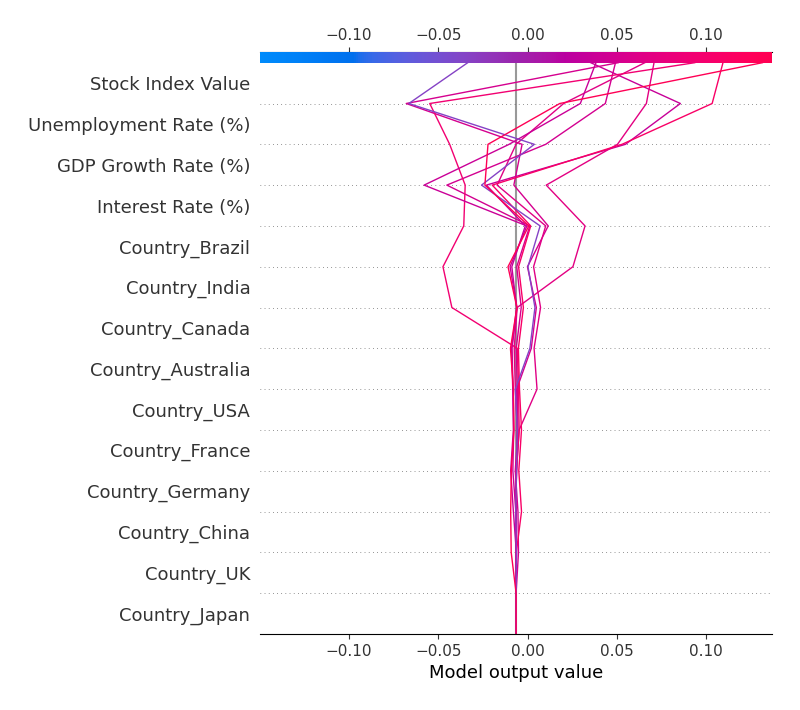 −0.10 −0.05 0.00 0.05 0.10
Stock Index Value
Unemployment Rate (%)
GDP Growth Rate (%)
Interest Rate (%)
Country_Brazil
Country_India
Country_Canada
Country_Australia
Country_USA
Country_France
Country_Germany
Country_China
Country_UK
Country_Japan
−0.10 −0.05 0.00 0.05 0.10
Model output value